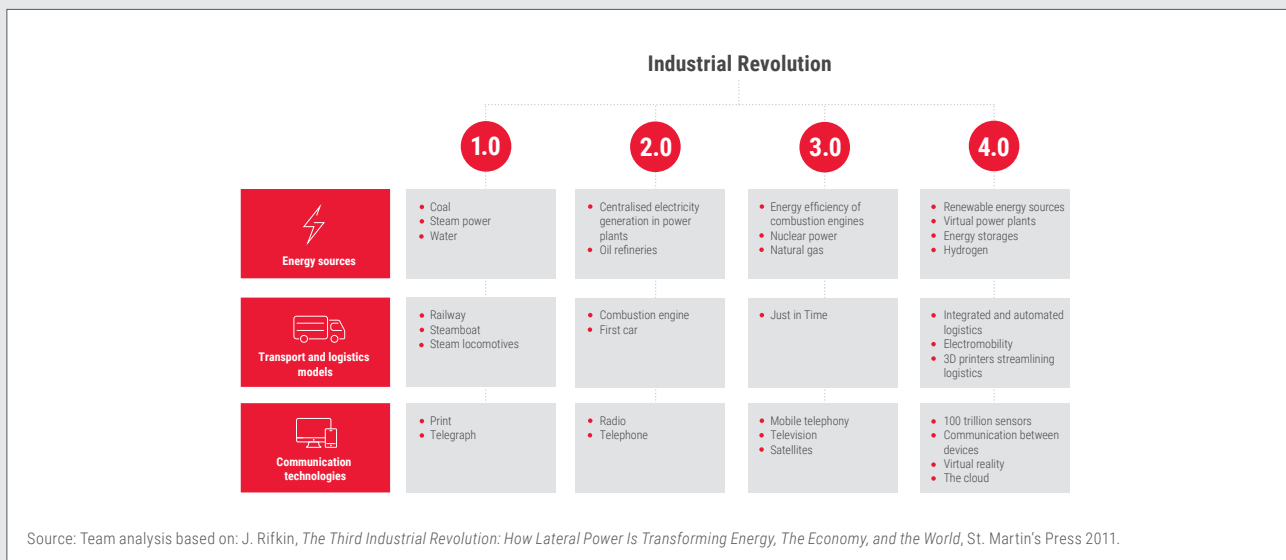 Industrial Revolution
1.0
2.0
3.0
4.0
Energy sources
• Coal
• Steam power
• Water
• Centralised electricity
generation in power
plants
• Oil refineries
• Energy efficiency of
combustion engines
• Nuclear power
• Natural gas
• Renewable energy sources
• Virtual power plants
• Energy storages
• Hydrogen
Transport and logistics
models
• Railway
• Steamboat
• Steam locomotives
• Combustion engine
• First car
• Just in Time
• Integrated and automated
logistics
• Electromobility
• 3D printers streamlining
logistics
Communication
technologies
• Print
• Telegraph
• Radio
• Telephone
• Mobile telephony
• Television
• Satellites
• 100 trillion sensors
• Communication between
devices
• Virtual reality
• The cloud
Source: Team analysis based on: J. Rifkin, The Third Industrial Revolution: How Lateral Power Is Transforming Energy, The Economy, and the World, St. Martin's Press 2011.